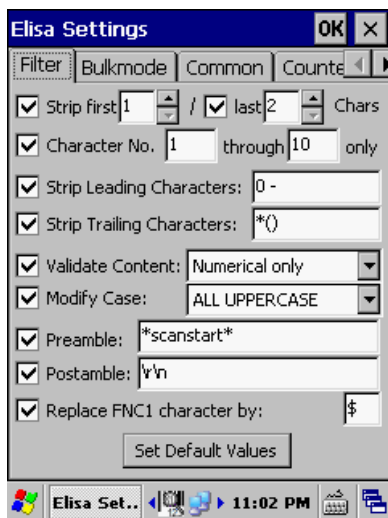 Elisa Settings OK ×
Filter Bulkmode Common Counte
Strip first 1 / last 2 Chars
Character No. 1 through 10 only
Strip Leading Characters: 0 -
Strip Trailing Characters: *()
Validate Content: Numerical only
Modify Case: ALL UPPERCASE
Preamble: *scanstart*
Postamble: \r\n
Replace FNC1 character by: $
Set Default Values
Elisa Set.. 11:02 PM